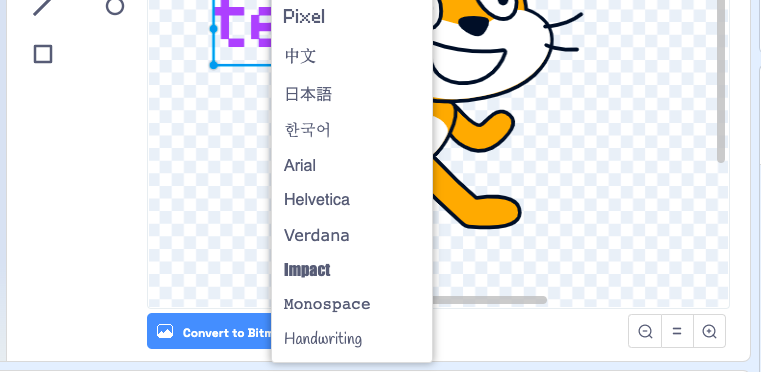 te
Pixel
中文
日本語
한국어
Arial
Helvetica
Verdana
Impact
Monospace
Handwriting
Convert to Bitm